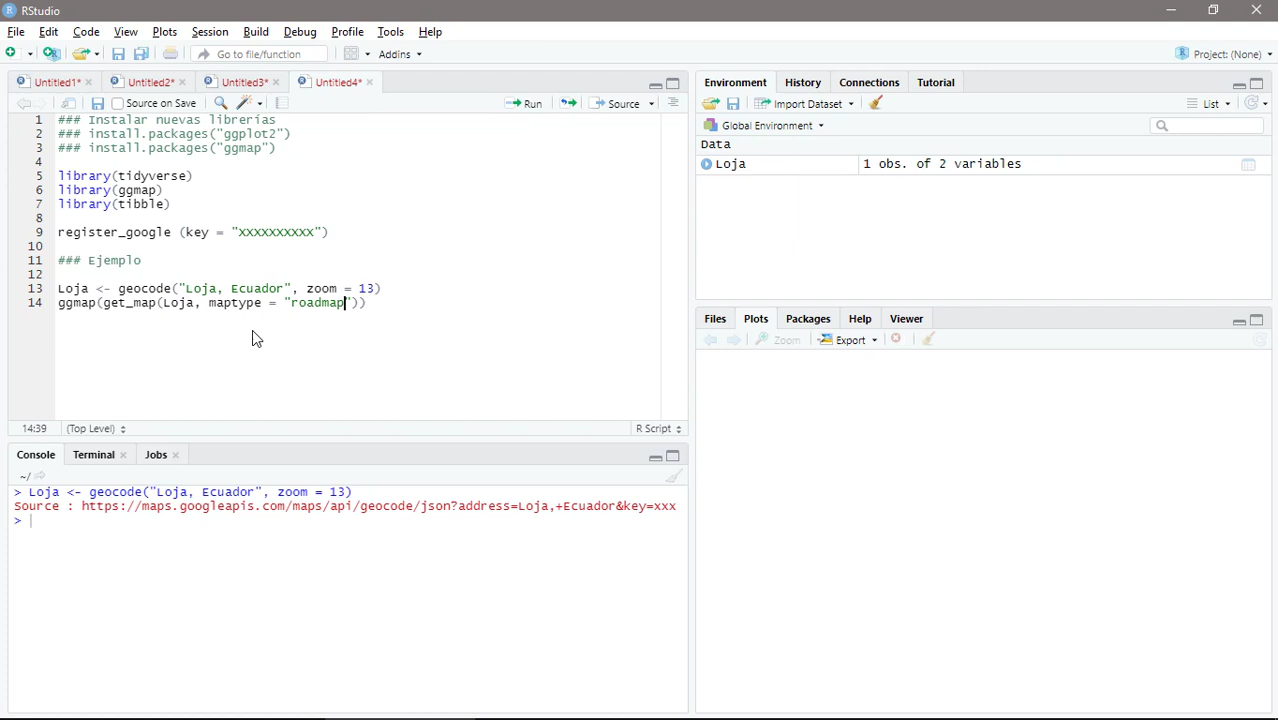 RStudio
File Edit Code View Plots Session Build Debug Profile Tools Help
Go to file/function Addins Project: (None)
Untitled1* Untitled2* Untitled3* Untitled4*
Source on Save Run Source
1 ### Instalar nuevas librerías
2 ### install.packages("ggplot2")
3 ### install.packages("ggmap")
4
5 library(tidyverse)
6 library(ggmap)
7 library(tibble)
8
9 register_google (key = "XXXXXXXXXX")
10
11 ### Ejemplo
12
13 Loja <- geocode("Loja, Ecuador", zoom = 13)
14 ggmap(get_map(Loja, maptype = "roadmap"))
14:39 (Top Level) R Script
Console Terminal Jobs
~/
> Loja <- geocode("Loja, Ecuador", zoom = 13)
Source : https://maps.googleapis.com/maps/api/geocode/json?address=Loja,+Ecuador&key=xxx
>
Environment History Connections Tutorial
Import Dataset List
Global Environment
Data
Loja 1 obs. of 2 variables
Files Plots Packages Help Viewer
Zoom Export